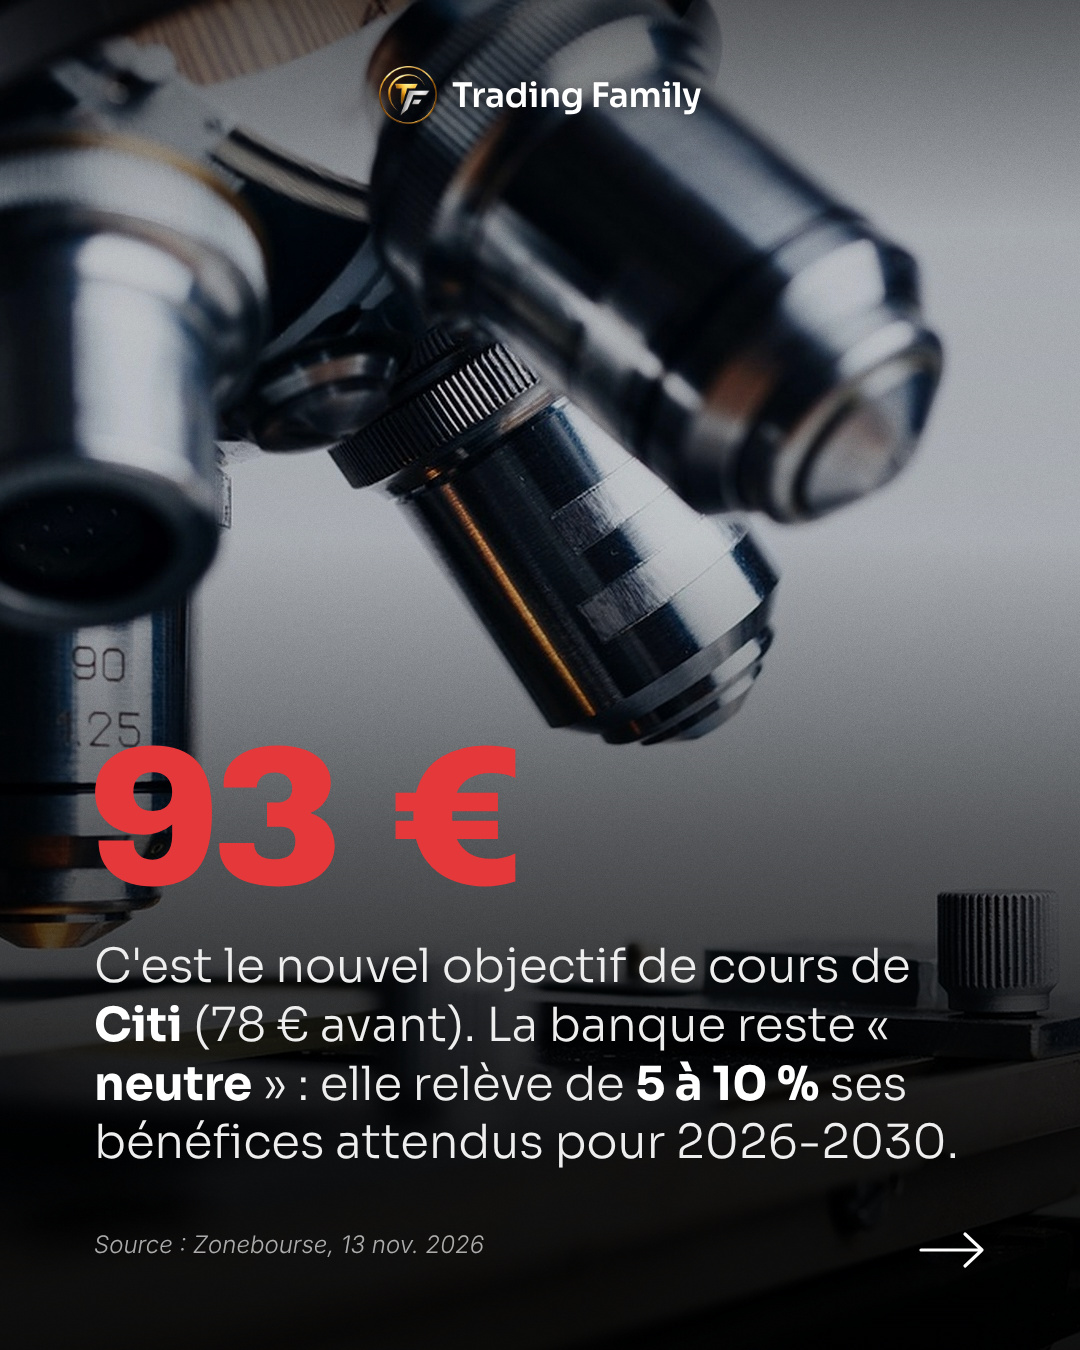 Trading Family
90
1.25
93 €
C'est le nouvel objectif de cours de
Citi (78 € avant). La banque reste «
neutre » : elle relève de 5 à 10 % ses
bénéfices attendus pour 2026-2030.
Source : Zonebourse, 13 nov. 2026